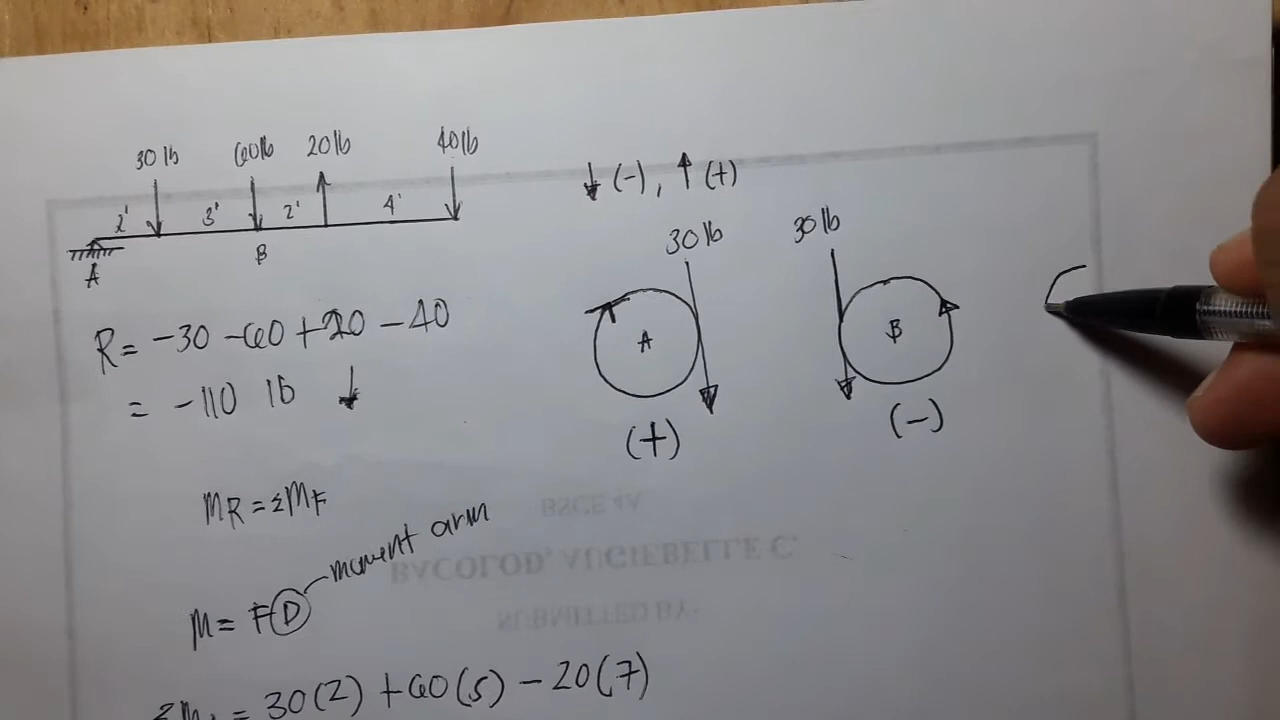 30 lb 60 lb 20 lb 40 lb
2' 3' 2' 4'
A B
↓ (-), ↑ (+)
30 lb 30 lb
A B
(+) (-)
R = -30 -60 +20 -40
= -110 lb ↓
MR = ΣMF
moment arm
M = FD
= 30(2) + 60(5) - 20(7)